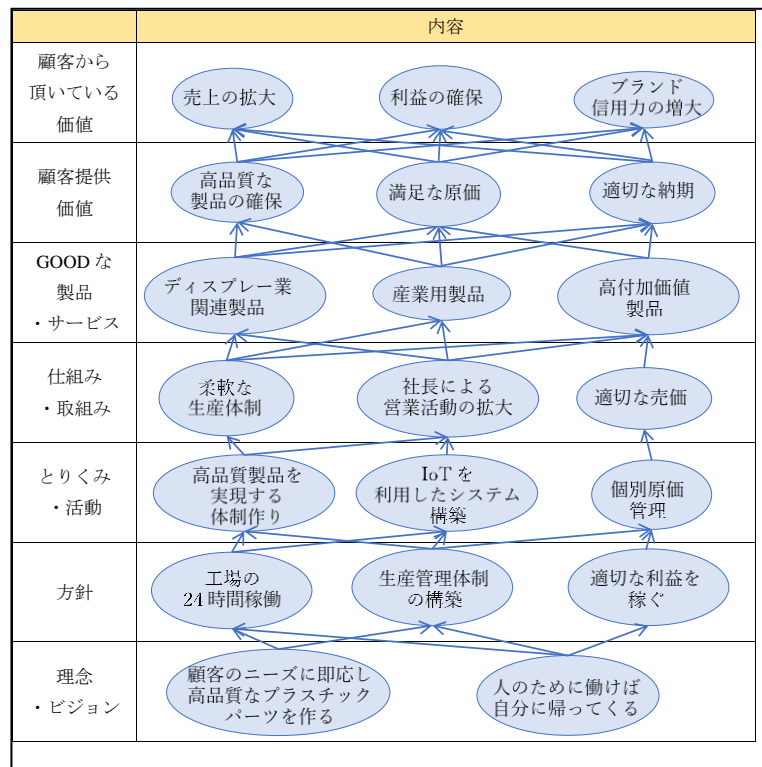 内容
顧客から
頂いている
価値
売上の拡大
利益の確保
ブランド
信用力の増大
顧客提供
価値
高品質な
製品の確保
満足な原価
適切な納期
GOOD な
製品
・サービス
ディスプレー業
関連製品
産業用製品
高付加価値
製品
仕組み
・取組み
柔軟な
生産体制
社長による
営業活動の拡大
適切な売価
とりくみ
・活動
高品質製品を
実現する
体制作り
IoT を
利用したシステム
構築
個別原価
管理
方針
工場の
24 時間稼働
生産管理体制
の構築
適切な利益を
稼ぐ
理念
・ビジョン
顧客のニーズに即応し
高品質なプラスチック
パーツを作る
人のために働けば
自分に帰ってくる